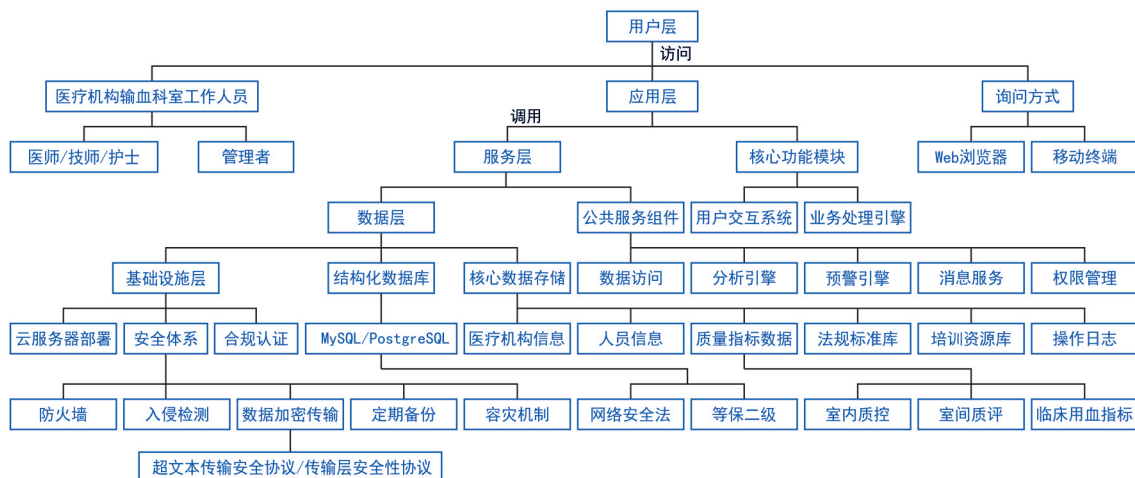 用户层
访问
医疗机构输血科室工作人员
应用层
询问方式
调用
医师/技师/护士
管理者
服务层
核心功能模块
Web浏览器
移动终端
数据层
公共服务组件
用户交互系统
业务处理引擎
基础设施层
结构化数据库
核心数据存储
数据访问
分析引擎
预警引擎
消息服务
权限管理
云服务器部署
安全体系
合规认证
MySQL/PostgreSQL
医疗机构信息
人员信息
质量指标数据
法规标准库
培训资源库
操作日志
防火墙
入侵检测
数据加密传输
定期备份
容灾机制
网络安全法
等保二级
室内质控
室间质评
临床用血指标
超文本传输安全协议/传输层安全性协议